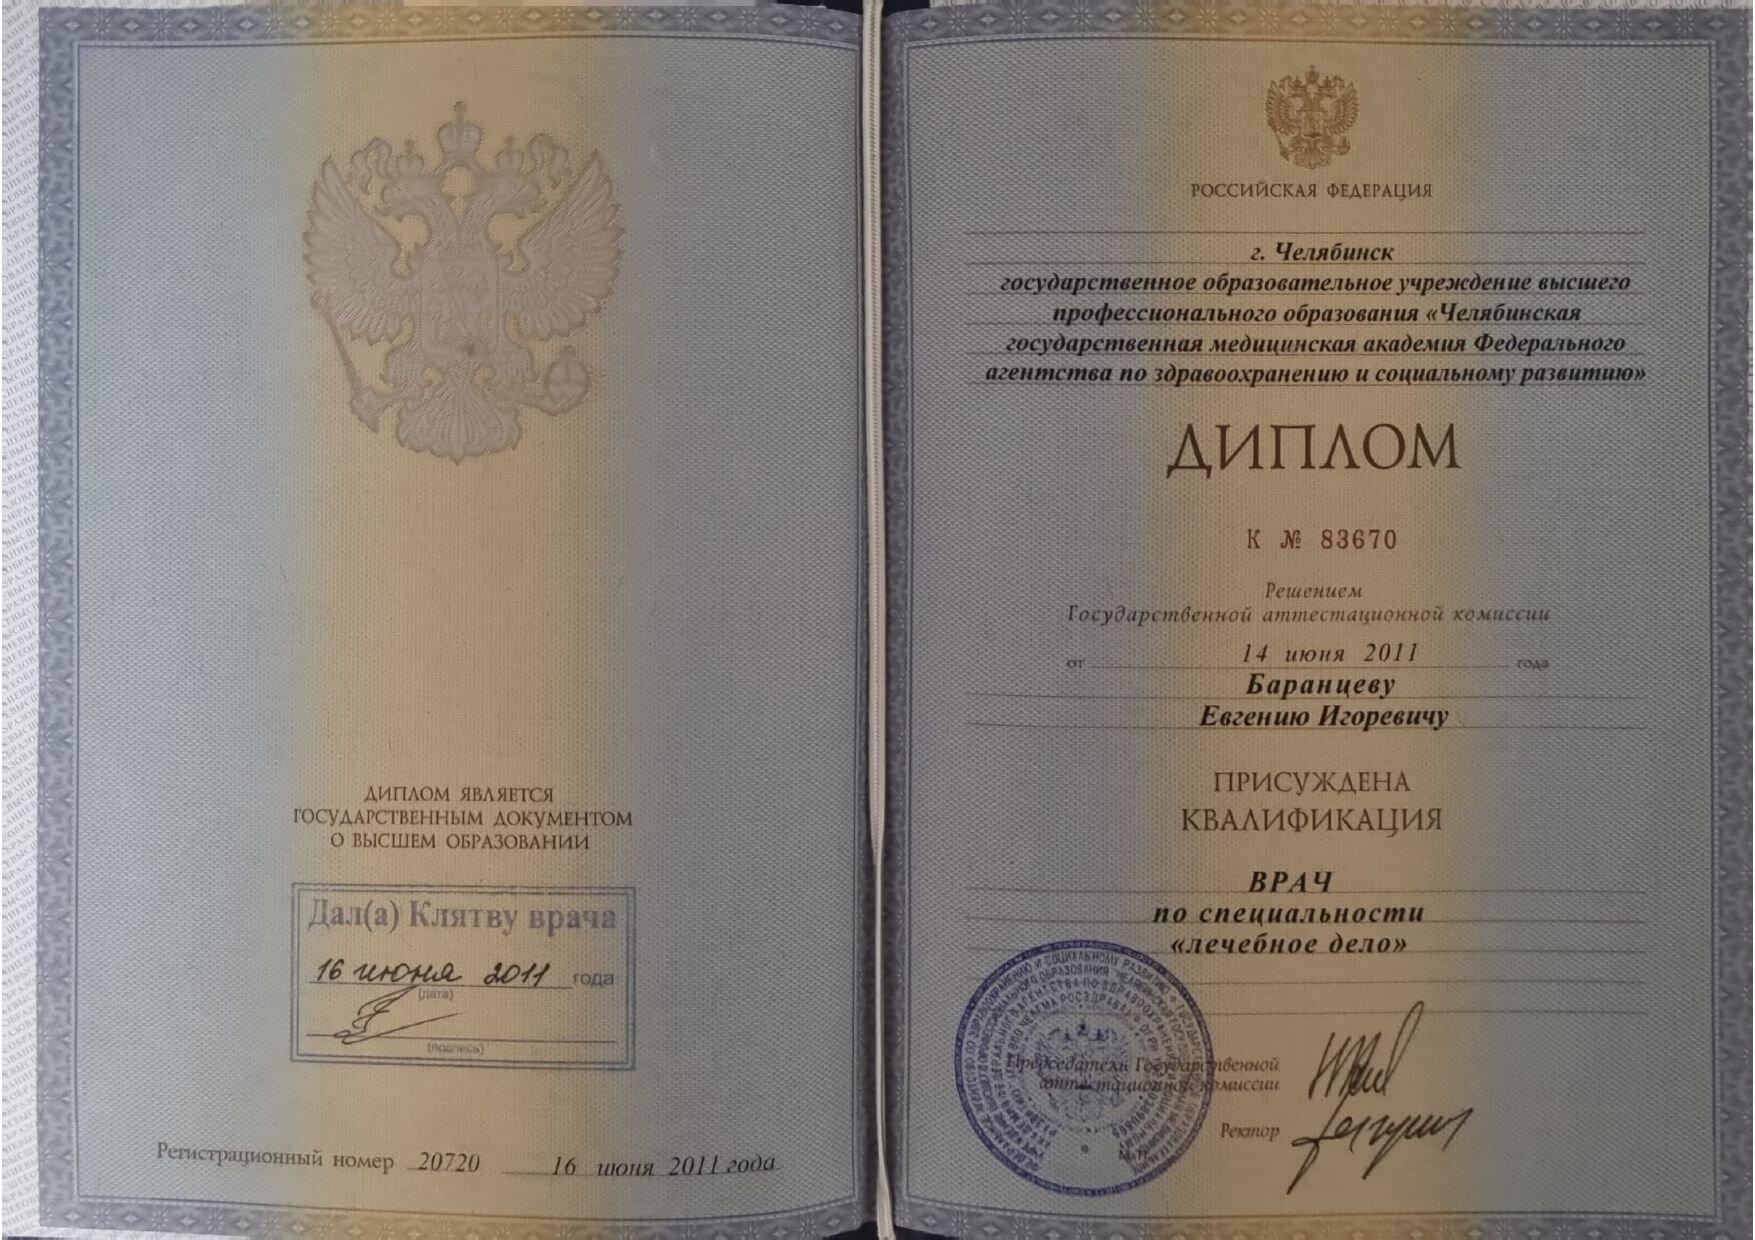 ДИПЛОМ ЯВЛЯЕТСЯ
ГОСУДАРСТВЕННЫМ ДОКУМЕНТОМ
О ВЫСШЕМ ОБРАЗОВАНИИ
Дал(а) Клятву врача
16 июня 2011 года
(дата)
(подпись)
Регистрационный номер 20720 16 июня 2011 года
РОССИЙСКАЯ ФЕДЕРАЦИЯ
г. Челябинск
государственное образовательное учреждение высшего
профессионального образования «Челябинская
государственная медицинская академия Федерального
агентства по здравоохранению и социальному развитию»
ДИПЛОМ
К № 83670
Решением
Государственной аттестационной комиссии
от 14 июня 2011 года
Баранцеву
Евгению Игоревичу
ПРИСУЖДЕНА
КВАЛИФИКАЦИЯ
ВРАЧ
по специальности
«лечебное дело»
Председатель Государственной
аттестационной комиссии
Ректор